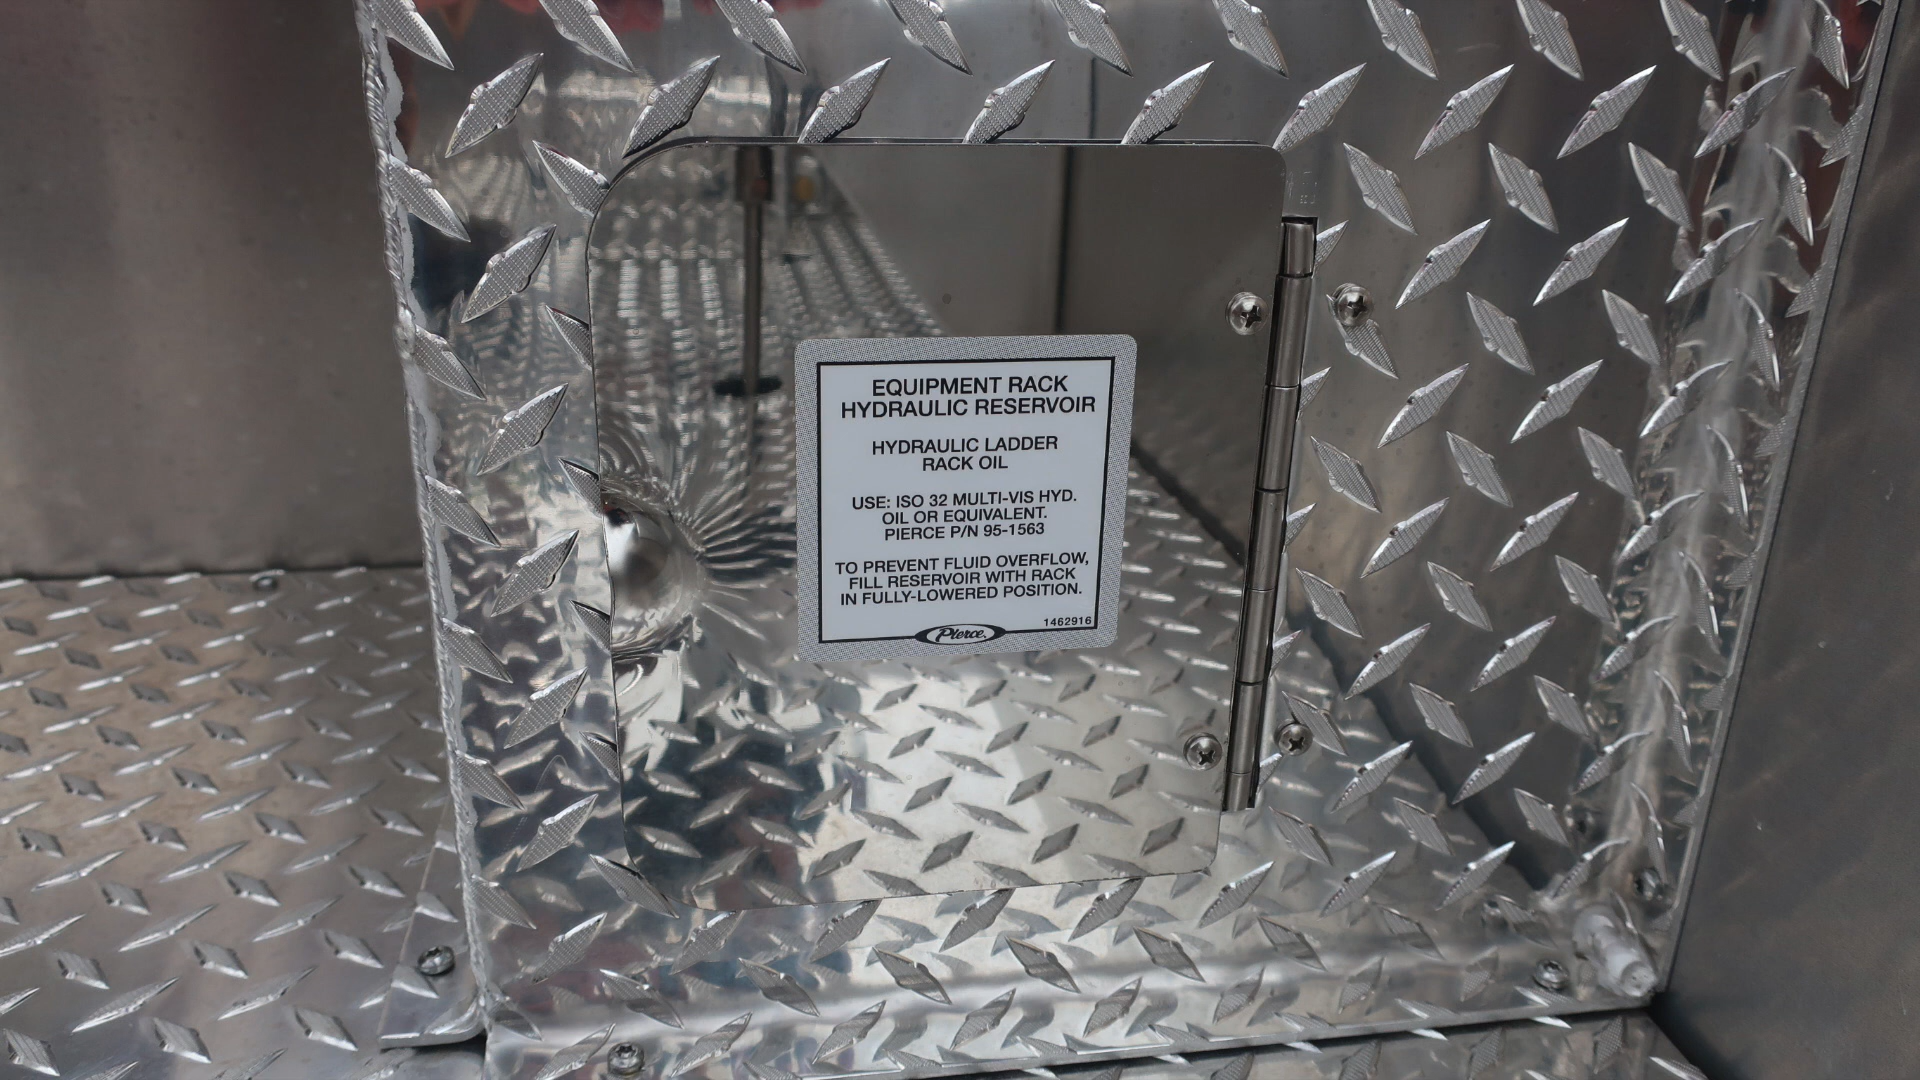 EQUIPMENT RACK
HYDRAULIC RESERVOIR
HYDRAULIC LADDER
RACK OIL
USE: ISO 32 MULTI-VIS HYD.
OIL OR EQUIVALENT.
PIERCE P/N 95-1563
TO PREVENT FLUID OVERFLOW,
FILL RESERVOIR WITH RACK
IN FULLY-LOWERED POSITION.
1462916
Pierce